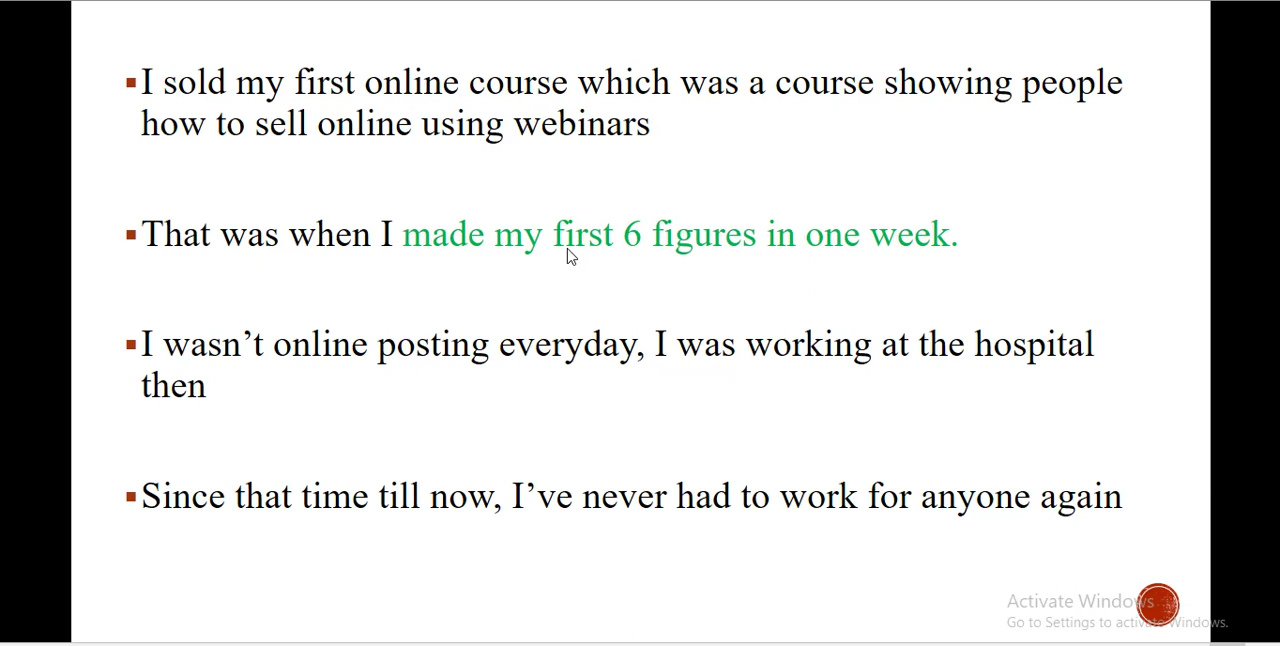 I sold my first online course which was a course showing people
how to sell online using webinars
That was when I made my first 6 figures in one week.
I wasn’t online posting everyday, I was working at the hospital
then
Since that time till now, I’ve never had to work for anyone again
Activate Windows
Go to Settings to activate Windows.